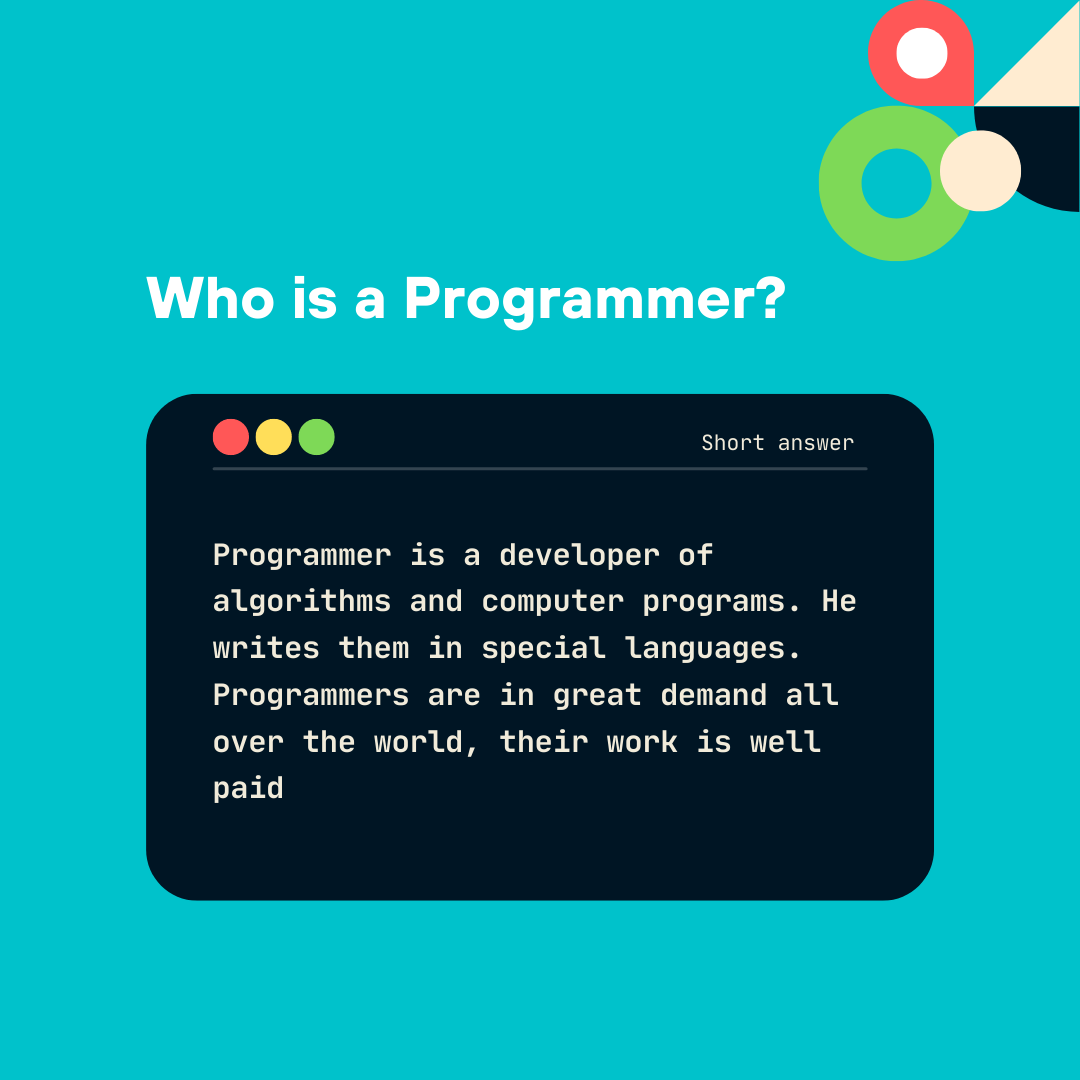 Who is a Programmer?
Short answer
Programmer is a developer of
algorithms and computer programs. He
writes them in special languages.
Programmers are in great demand all
over the world, their work is well
paid